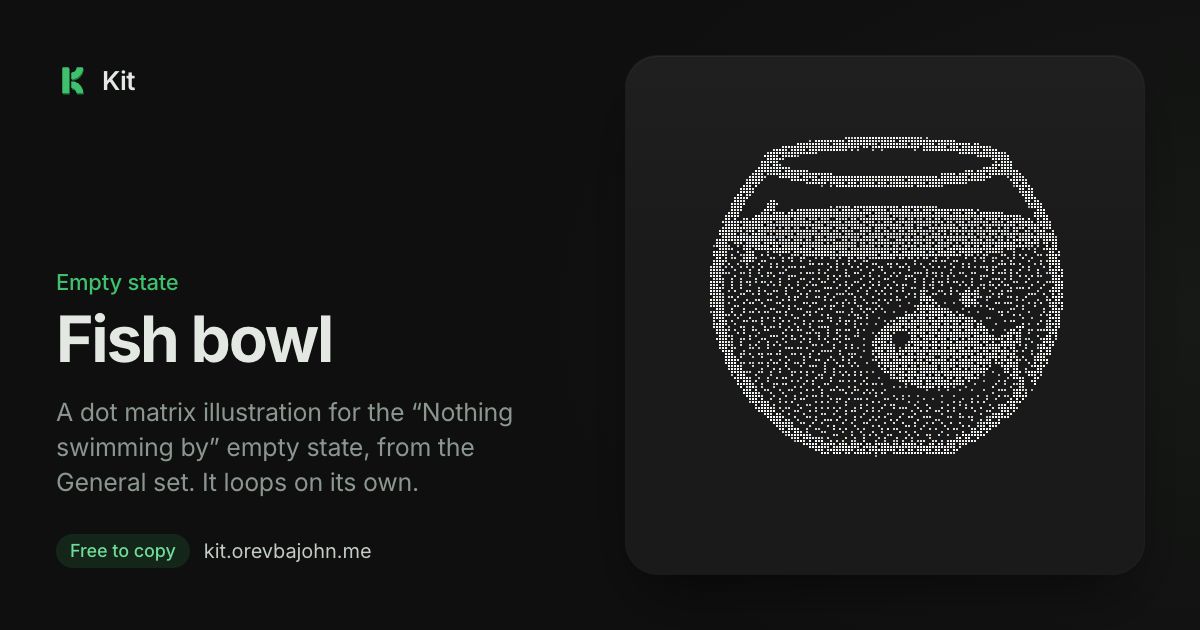 Kit
Empty state
Fish bowl
A dot matrix illustration for the “Nothing
swimming by” empty state, from the
General set. It loops on its own.
Free to copy
kit.orevbajohn.me